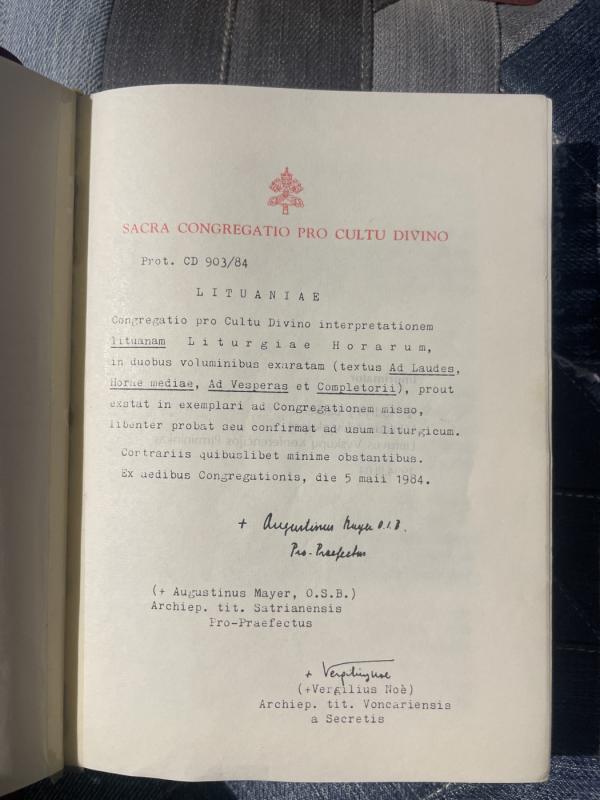 SACRA CONGREGATIO PRO CULTU DIVINO
Prot. CD 903/84
LITUANIAE
Congregatio pro Cultu Divino interpretationem
lituanam Liturgiae Horarum,
in duobus voluminibus exaratam (textus Ad Laudes,
Horae mediae, Ad Vesperas et Completorii), prout
exstat in exemplari ad Congregationem misso,
libenter probat seu confirmat ad usum liturgicum.
Contrariis quibuslibet minime obstantibus.
Ex aedibus Congregationis, die 5 maii 1984.
+ Augustinus Mayer O.S.B.
Pro-Praefectus
(+ Augustinus Mayer, O.S.B.)
Archiep. tit. Satrianensis
Pro-Praefectus
+ Vergilius Noè
(+Vergilius Noè)
Archiep. tit. Voncariensis
a Secretis